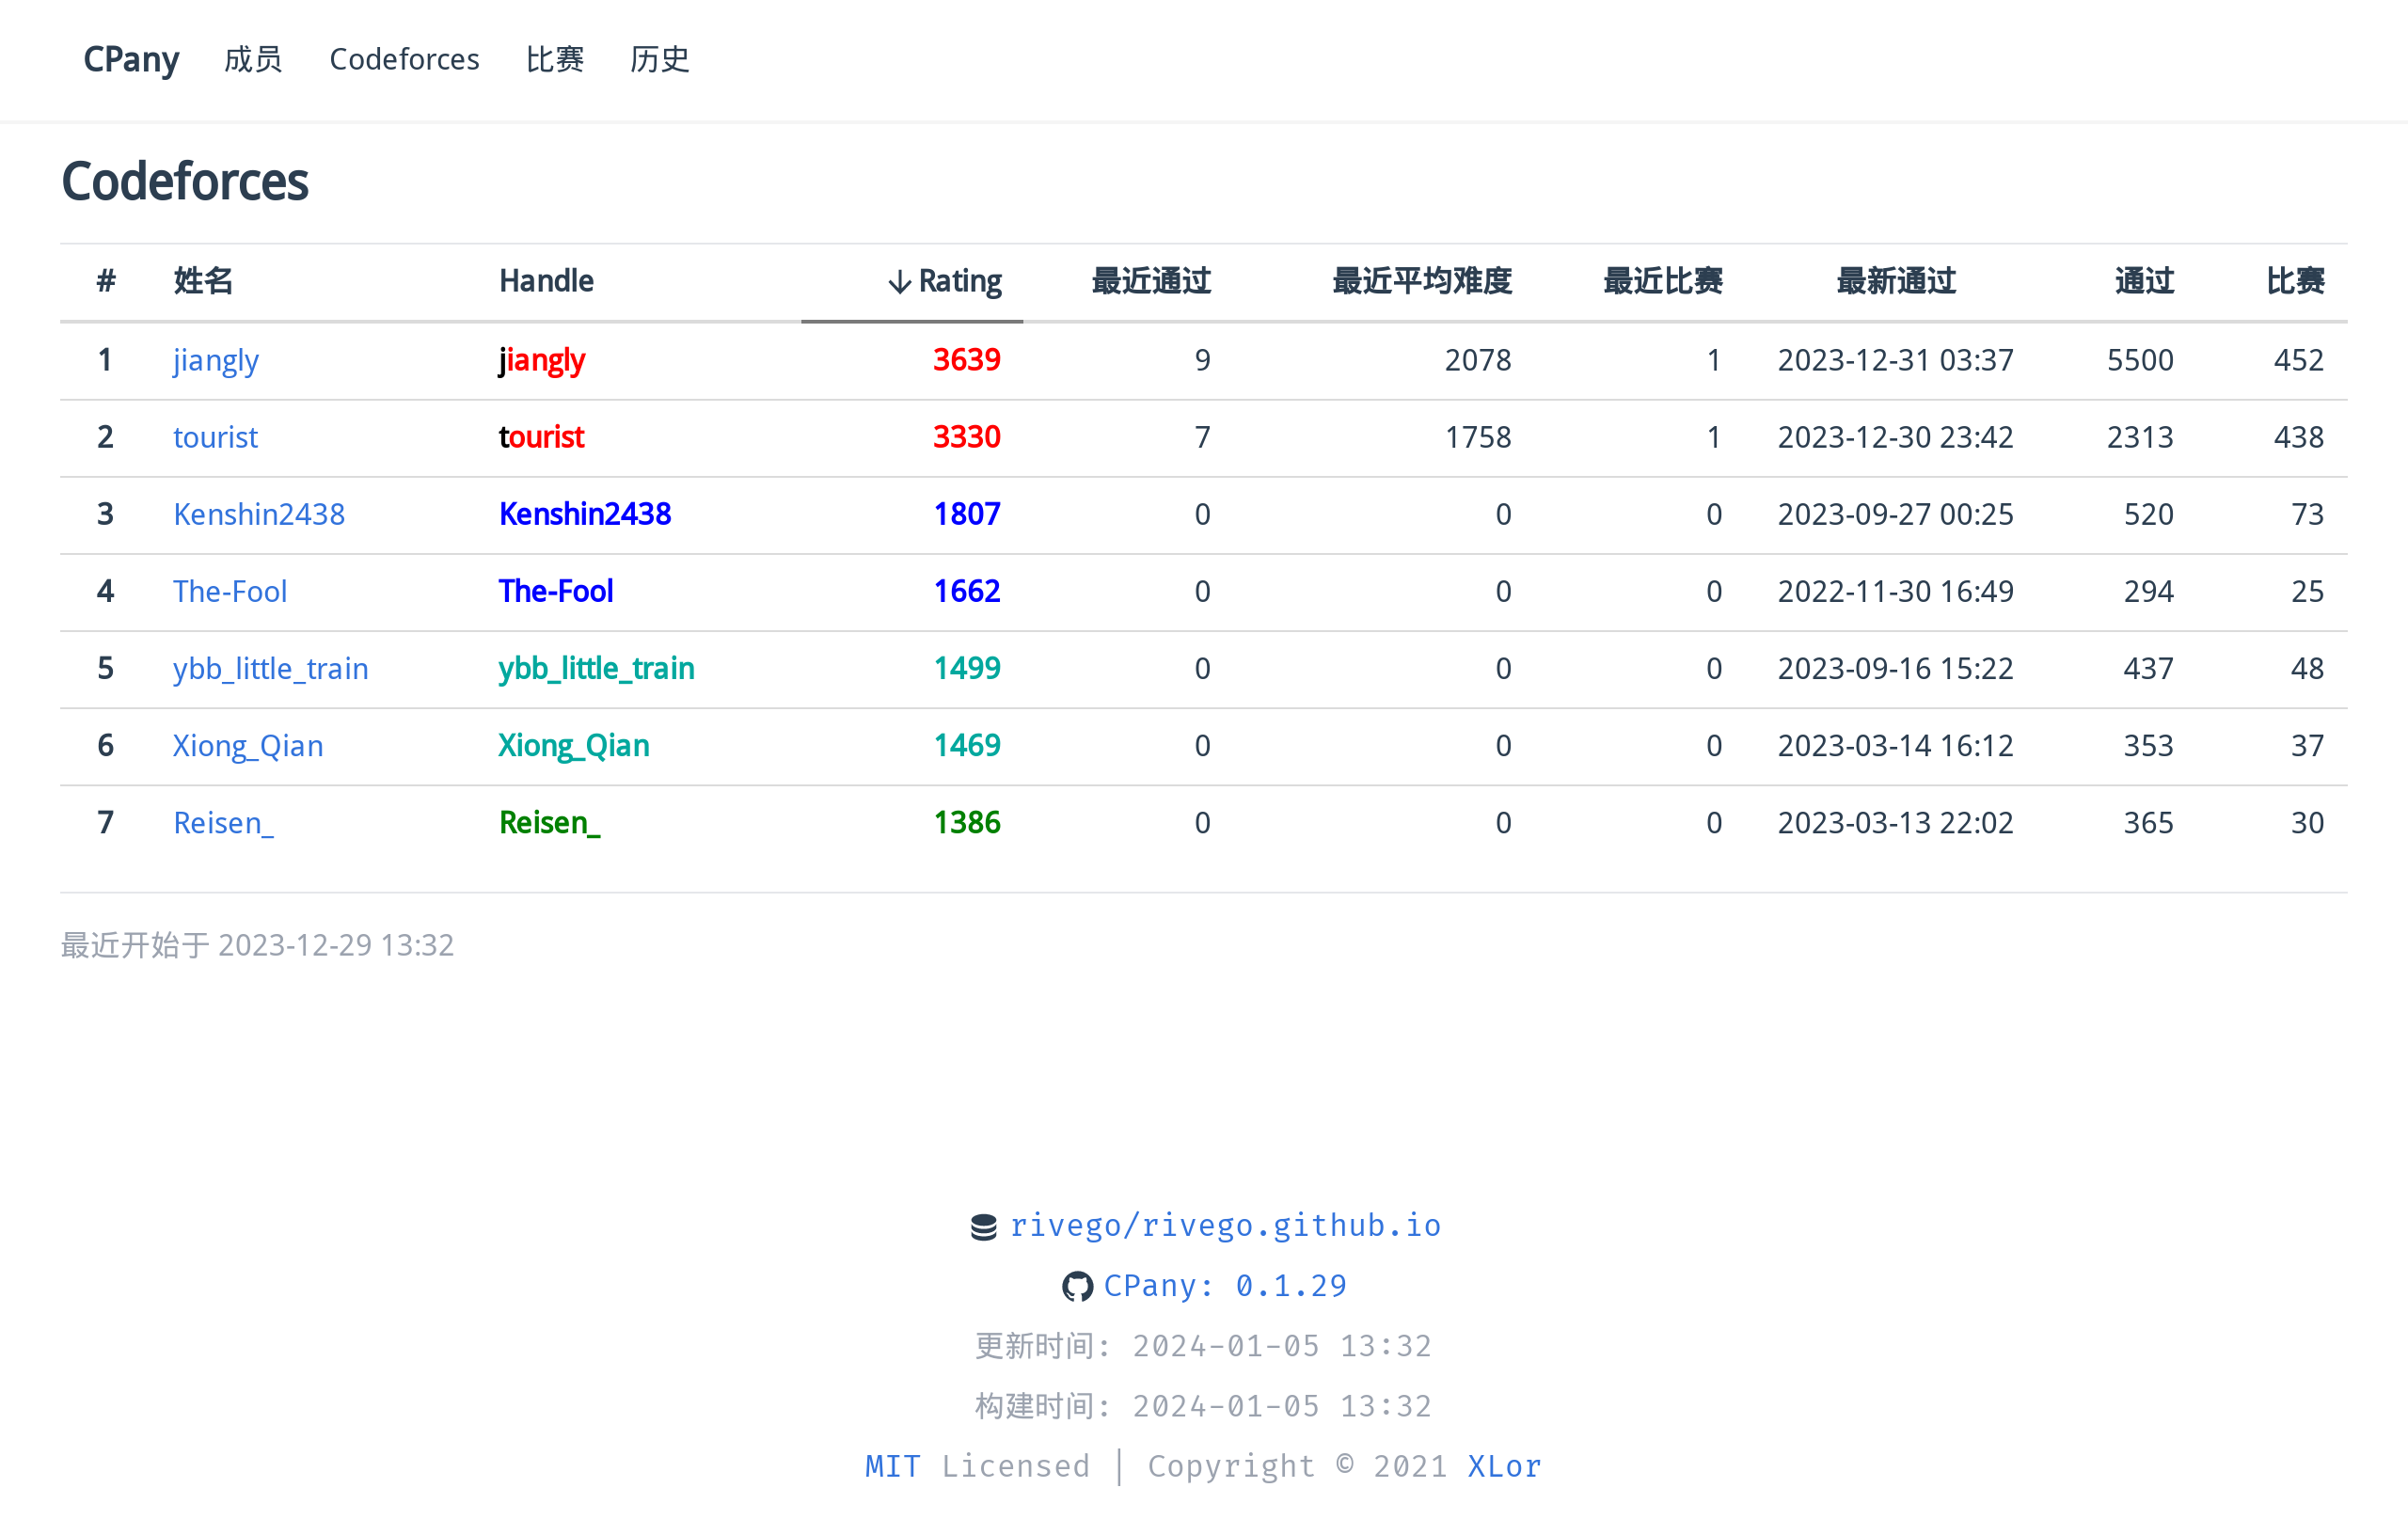 CPany 成员 Codeforces 比赛 历史
Codeforces
# 姓名 Handle ↓ Rating 最近通过 最近平均难度 最近比赛 最新通过 通过 比赛
1 jiangly jiangly 3639 9 2078 1 2023-12-31 03:37 5500 452
2 tourist tourist 3330 7 1758 1 2023-12-30 23:42 2313 438
3 Kenshin2438 Kenshin2438 1807 0 0 0 2023-09-27 00:25 520 73
4 The-Fool The-Fool 1662 0 0 0 2022-11-30 16:49 294 25
5 ybb_little_train ybb_little_train 1499 0 0 0 2023-09-16 15:22 437 48
6 Xiong_Qian Xiong_Qian 1469 0 0 0 2023-03-14 16:12 353 37
7 Reisen_ Reisen_ 1386 0 0 0 2023-03-13 22:02 365 30
最近开始于 2023-12-29 13:32
rivego/rivego.github.io
CPany: 0.1.29
更新时间: 2024-01-05 13:32
构建时间: 2024-01-05 13:32
MIT Licensed | Copyright © 2021 XLor